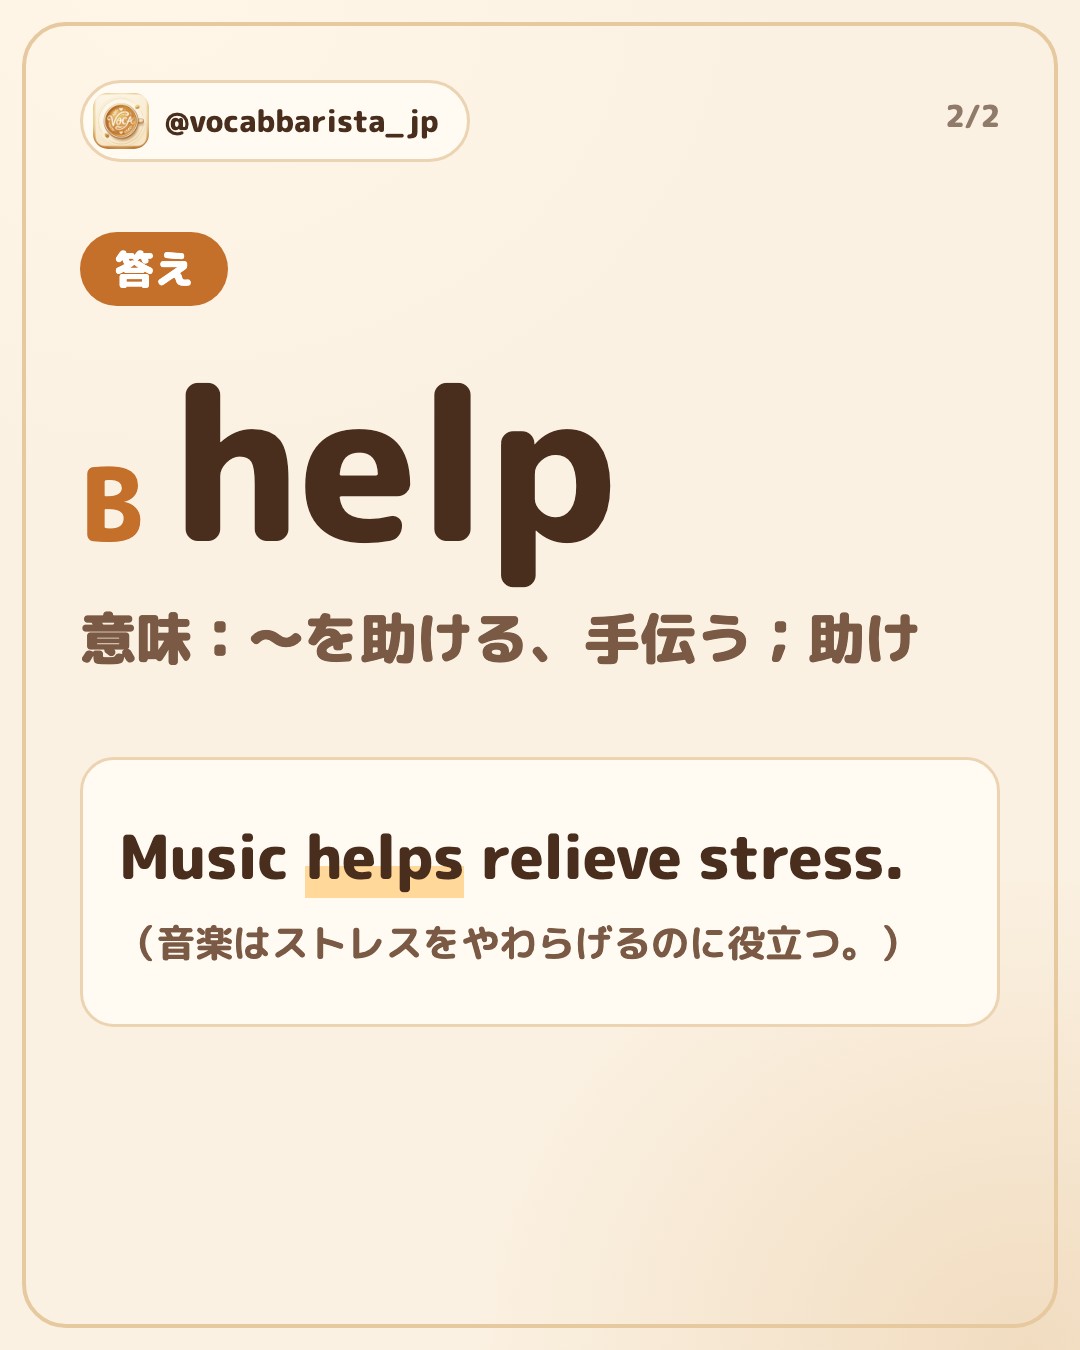 @vocabbarista_jp
2/2
答え
B help
意味：〜を助ける、手伝う；助け
Music helps relieve stress.
（音楽はストレスをやわらげるのに役立つ。）